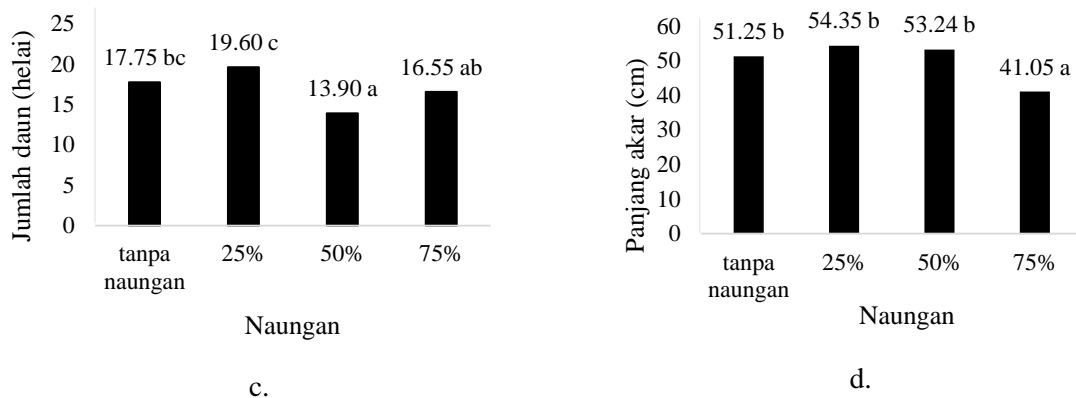 Jumlah daun (helai)
25
20
15
10
5
0
17.75 bc
19.60 c
13.90 a
16.55 ab
tanpa
naungan
25%
50%
75%
Naungan
c.
Panjang akar (cm)
60
50
40
30
20
10
0
51.25 b
54.35 b
53.24 b
41.05 a
tanpa
naungan
25%
50%
75%
Naungan
d.